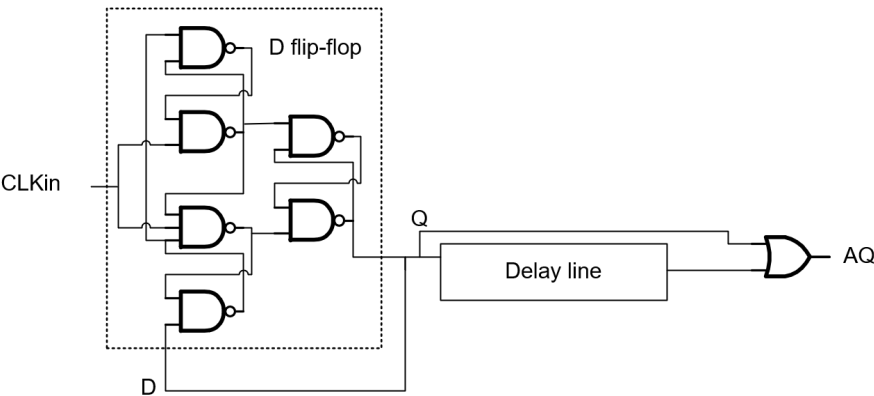 D flip-flop
CLKin
Q
Delay line
AQ
D